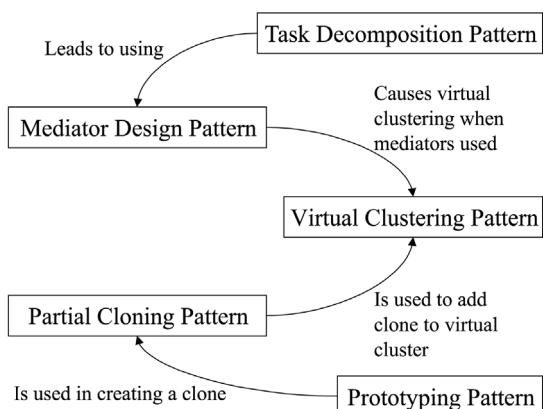 Task Decomposition Pattern
Leads to using
Mediator Design Pattern
Causes virtual
clustering when
mediators used
Virtual Clustering Pattern
Partial Cloning Pattern
Is used to add
clone to virtual
cluster
Is used in creating a clone
Prototyping Pattern